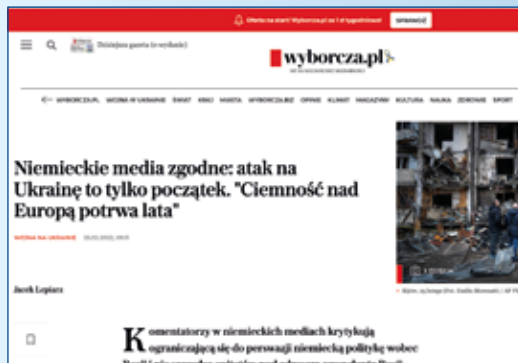 Oferta na start! Wyborcza.pl za 1 zł tygodniowo! SPRAWDŹ
Dzisiejsza gazeta (e-wydanie)
wyborcza.pl
WYBORCZA.PL WOJNA W UKRAINIE ŚWIAT KRAJ MIASTA WYBORCZA.BIZ OPINIE KLIMAT MAGAZYNY KULTURA NAUKA ZDROWIE SPORT
Niemieckie media zgodne: atak na
Ukrainę to tylko początek. "Ciemność nad
Europą potrwa lata"
WOJNA NA UKRAINIE
Jacek Lepiarz
Komentatorzy w niemieckich mediach krytykują
ograniczającą się do perswazji niemiecką politykę wobec